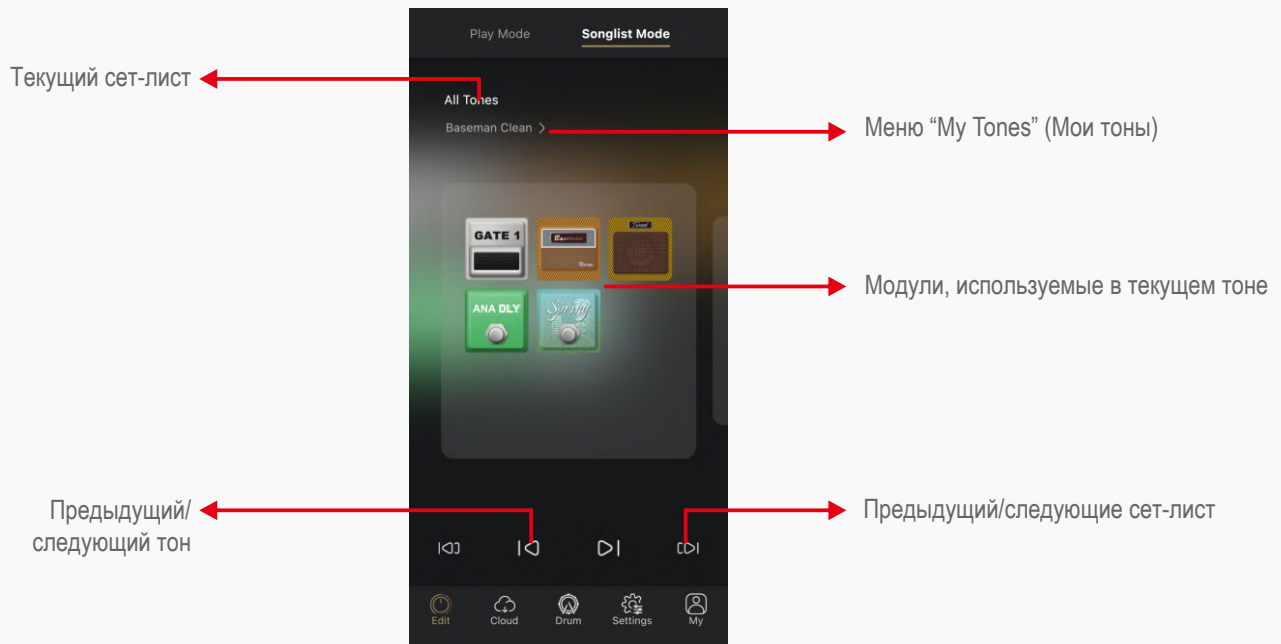 Play Mode
Songlist Mode
Текущий сет-лист
All Tones
Baseman Clean >
Меню “My Tones” (Мои тоны)
GATE 1
Модули, используемые в текущем тоне
ANA DLY
Spring
Предыдущий/
следующий тон
Предыдущий/следующие сет-лист
Edit
Cloud
Drum
Settings
My